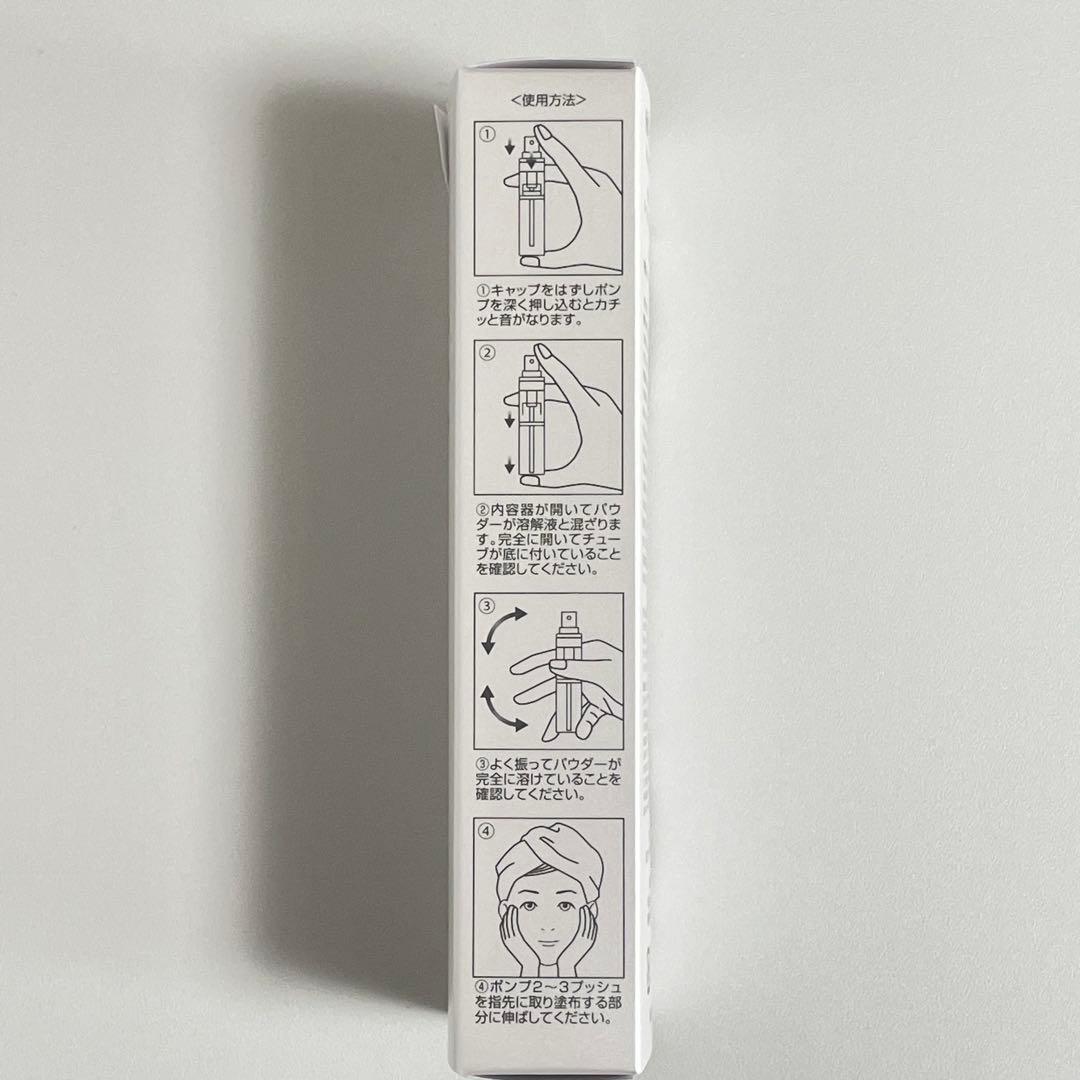 <使用方法>
①
①キャップをはずしポン
プを深く押し込むとカチ
ッと音がなります。
②
②内容器が開いてパウ
ダーが溶解液と混ざりま
す。完全に開いてチュー
ブが底に付いていること
を確認してください。
③
③よく振ってパウダーが
完全に溶けていることを
確認してください。
④
④ポンプ2〜3プッシュ
を指先に取り塗布する部
分に伸ばしてください。